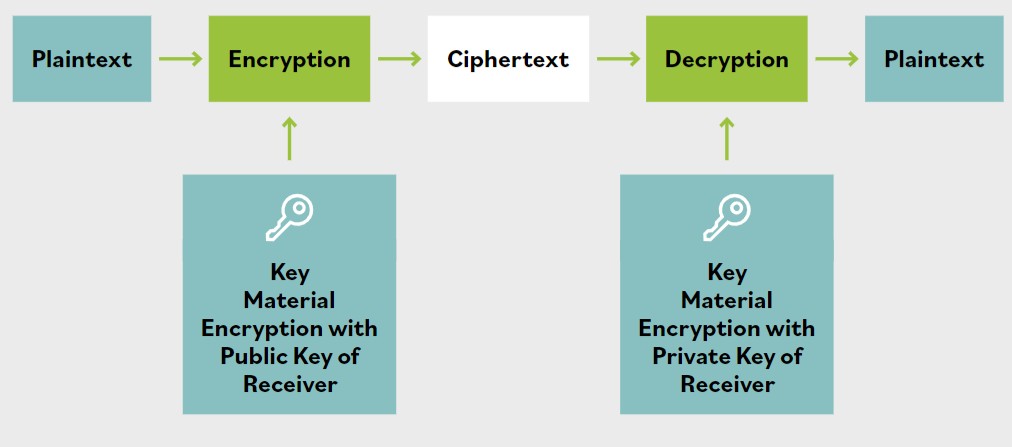 Plaintext
Encryption
Ciphertext
Decryption
Plaintext
Key
Material
Encryption with
Public Key of
Receiver
Key
Material
Encryption with
Private Key of
Receiver